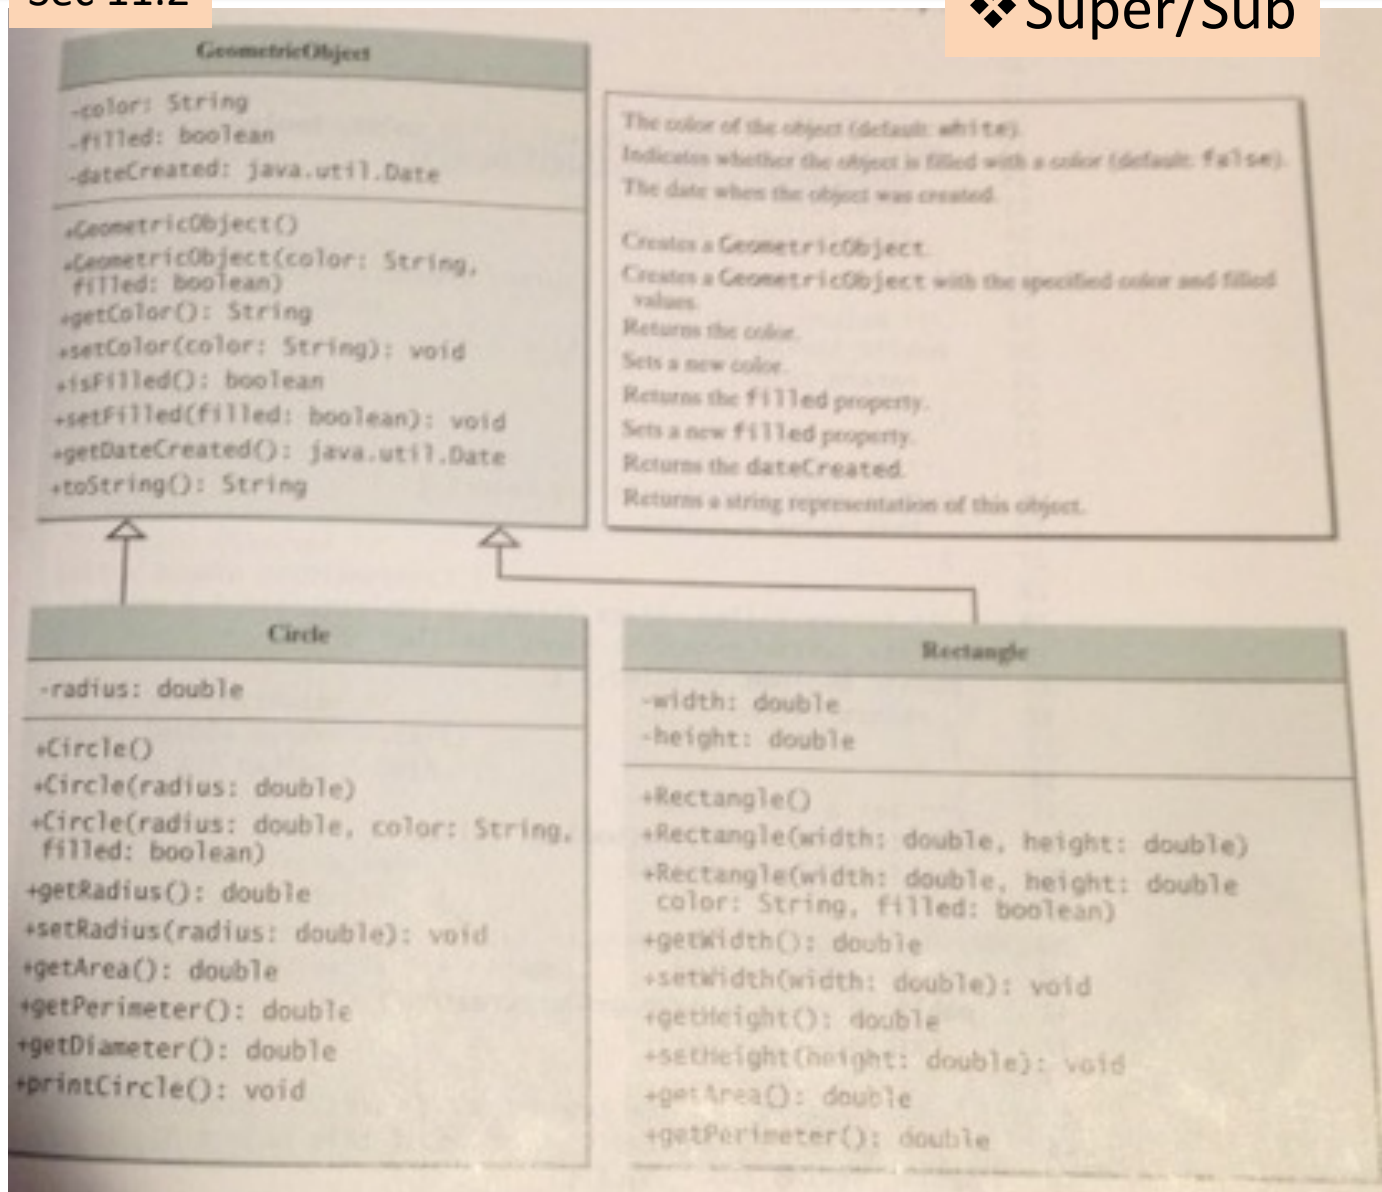 Sec 11.2
❖Super/Sub
GeometricObject
-color: String
-filled: boolean
-dateCreated: java.util.Date
+GeometricObject()
+GeometricObject(color: String,
filled: boolean)
+getColor(): String
+setColor(color: String): void
+isFilled(): boolean
+setFilled(filled: boolean): void
+getDateCreated(): java.util.Date
+toString(): String
The color of the object (default: white).
Indicates whether the object is filled with a color (default: false).
The date when the object was created.
Creates a GeometricObject.
Creates a GeometricObject with the specified color and filled
values.
Returns the color.
Sets a new color.
Returns the filled property.
Sets a new filled property.
Returns the dateCreated.
Returns a string representation of this object.
Circle
-radius: double
+Circle()
+Circle(radius: double)
+Circle(radius: double, color: String,
filled: boolean)
+getRadius(): double
+setRadius(radius: double): void
+getArea(): double
+getPerimeter(): double
+getDiameter(): double
+printCircle(): void
Rectangle
-width: double
-height: double
+Rectangle()
+Rectangle(width: double, height: double)
+Rectangle(width: double, height: double
color: String, filled: boolean)
+getWidth(): double
+setWidth(width: double): void
+getHeight(): double
+setHeight(height: double): void
+getArea(): double
+getPerimeter(): double